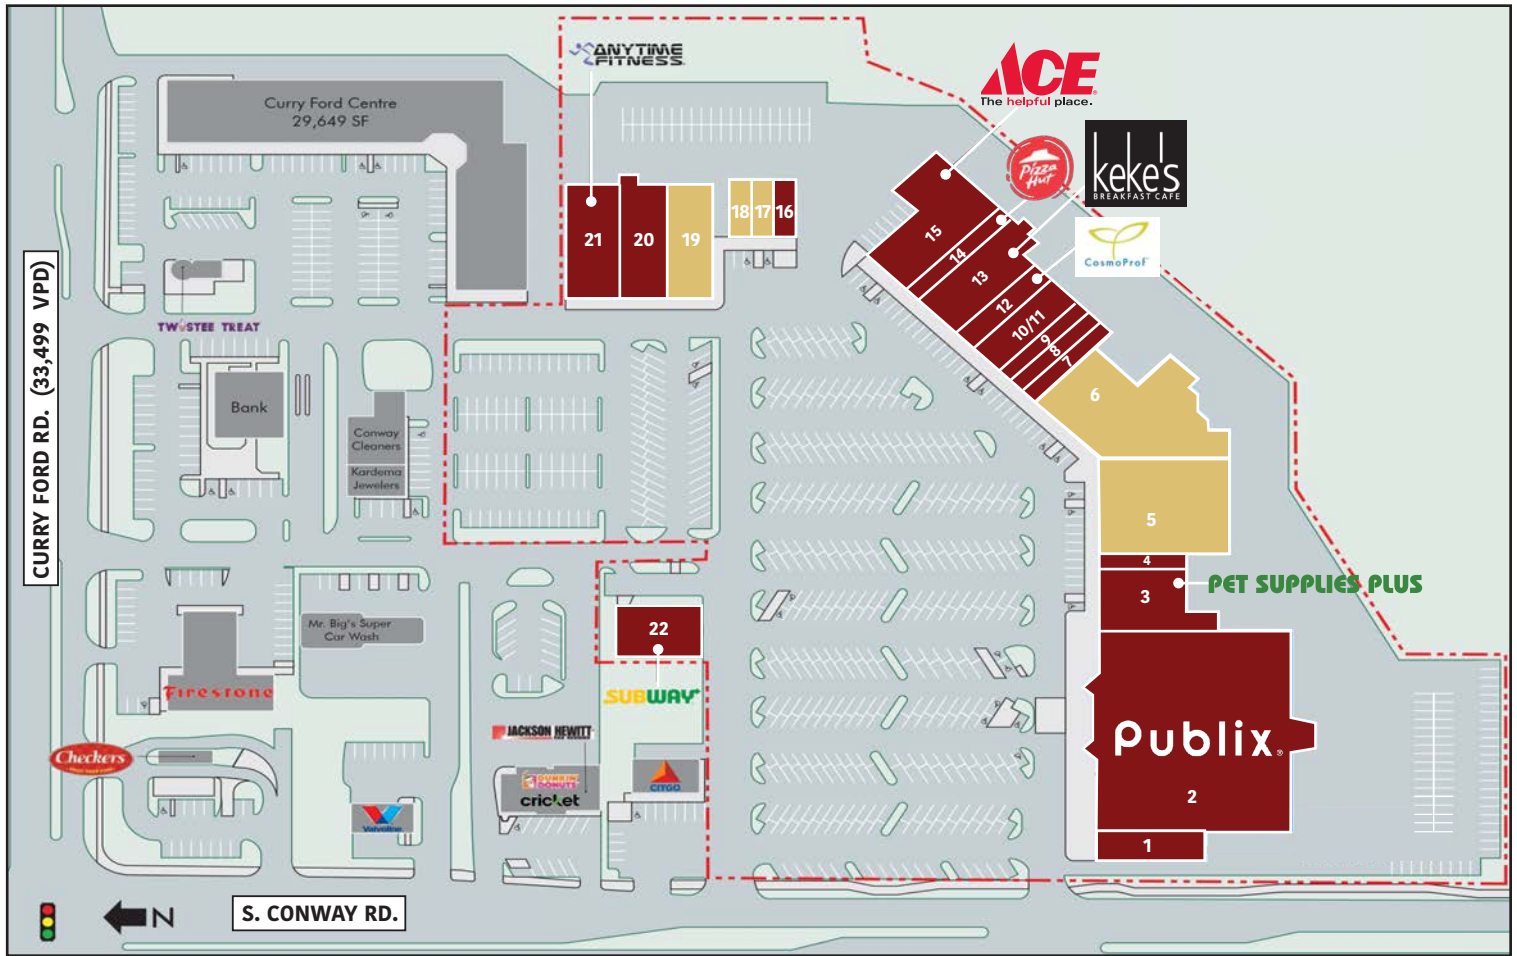 ANYTIME
FITNESS
ACE
The helpful place.
Curry Ford Centre
29,649 SF
Pizza
Hut
keke's
BREAKFAST CAFE
CosmoProf
21
20
19
18
17
16
15
14
13
12
10/11
9
8
7
6
5
4
3
2
1
22
TWISTEE TREAT
CURRY FORD RD. (33,499 VPD)
Bank
Conway
Cleaners
Kardema
Jewelers
PET SUPPLIES PLUS
Mr. Big's Super
Car Wash
Firestone
SUBWAY
JACKSON HEWITT
Publix
Checkers
DUNKIN'
DONUTS
cricket
CITGO
Valvoline
N
S. CONWAY RD.